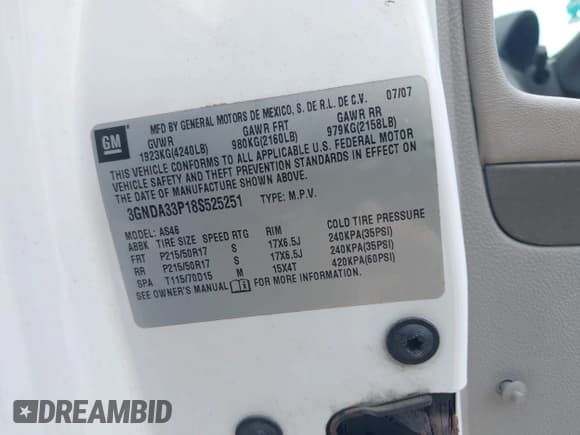 GM
MFD BY GENERAL MOTORS DE MEXICO, S. DE R.L. DE C.V. 07/07
GVWR GAWR FRT GAWR RR
1923KG(4240LB) 980KG(2160LB) 979KG(2158LB)
THIS VEHICLE CONFORMS TO ALL APPLICABLE U.S. FEDERAL MOTOR
VEHICLE SAFETY AND THEFT PREVENTION STANDARDS IN EFFECT ON
THE DATE OF MANUFACTURE SHOWN ABOVE.
3GNDA33P18S525251 TYPE: M.P.V.
MODEL: AS46
ABBK TIRE SIZE SPEED RTG RIM COLD TIRE PRESSURE
FRT P215/50R17 S 17X6.5J 240KPA(35PSI)
RR P215/50R17 S 17X6.5J 240KPA(35PSI)
SPA T115/70D15 M 15X4T 420KPA(60PSI)
SEE OWNER'S MANUAL FOR MORE INFORMATION.
DREAMBID